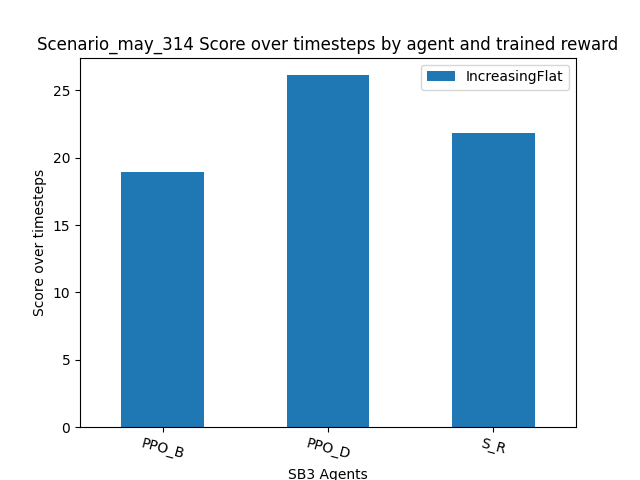 Scenario_may_314 Score over timesteps by agent and trained reward
IncreasingFlat
Score over timesteps
25
20
15
10
5
0
PPO_B
PPO_D
S_R
SB3 Agents